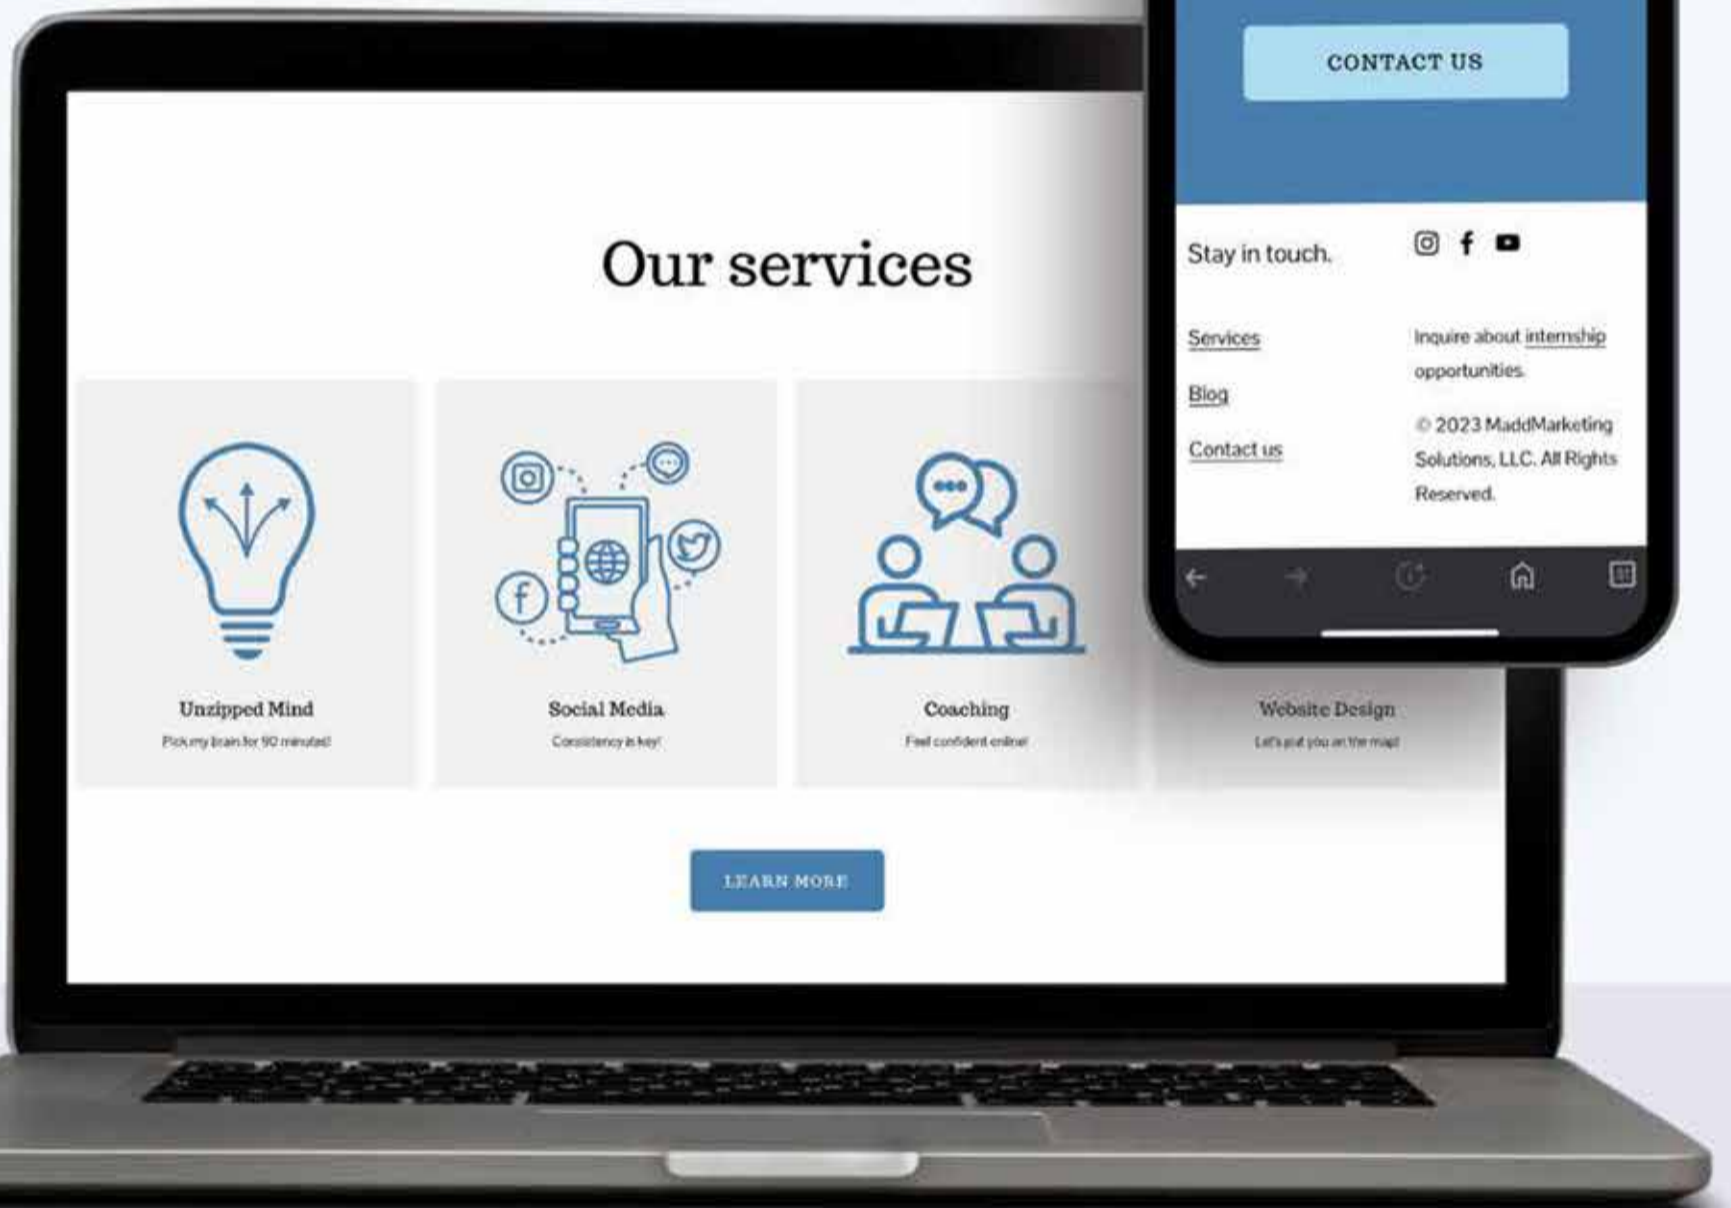 CONTACT US
Stay in touch.
Services
Blog
Contact us
Inquire about internship
opportunities.
© 2023 MaddMarketing
Solutions, LLC. All Rights
Reserved.
Our services
Unzipped Mind
Pick my brain for 90 minutes!
Social Media
Consistency is key!
Coaching
Feel confident online!
Website Design
Let's put you on the map!
LEARN MORE